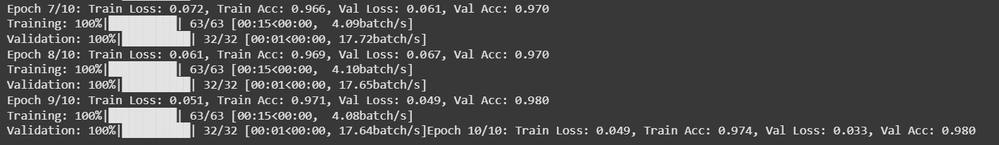 Epoch 7/10: Train Loss: 0.072, Train Acc: 0.966, Val Loss: 0.061, Val Acc: 0.970
Training: 100%|██████████| 63/63 [00:15<00:00,  4.09batch/s]
Validation: 100%|██████████| 32/32 [00:01<00:00, 17.72batch/s]
Epoch 8/10: Train Loss: 0.061, Train Acc: 0.969, Val Loss: 0.067, Val Acc: 0.970
Training: 100%|██████████| 63/63 [00:15<00:00,  4.10batch/s]
Validation: 100%|██████████| 32/32 [00:01<00:00, 17.65batch/s]
Epoch 9/10: Train Loss: 0.051, Train Acc: 0.971, Val Loss: 0.049, Val Acc: 0.980
Training: 100%|██████████| 63/63 [00:15<00:00,  4.08batch/s]
Validation: 100%|██████████| 32/32 [00:01<00:00, 17.64batch/s]Epoch 10/10: Train Loss: 0.049, Train Acc: 0.974, Val Loss: 0.033, Val Acc: 0.980